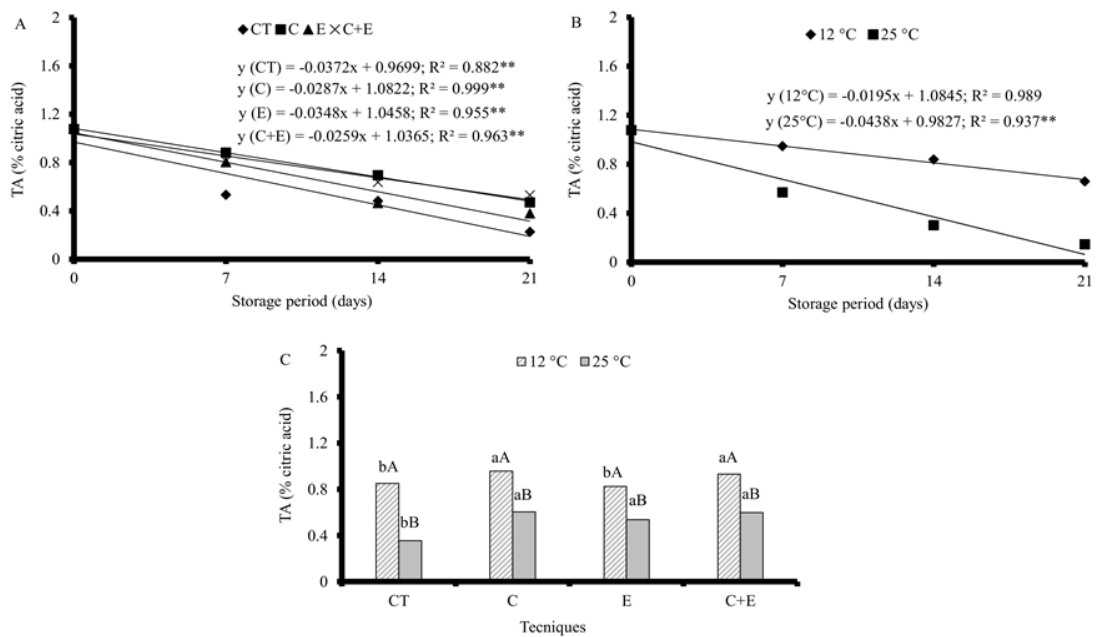 A
2
1.6
1.2
0.8
0.4
0
TA (% citric acid)
CT C E C+E
y (CT) = -0.0372x + 0.9699; R² = 0.882**
y (C) = -0.0287x + 1.0822; R² = 0.999**
y (E) = -0.0348x + 1.0458; R² = 0.955**
y (C+E) = -0.0259x + 1.0365; R² = 0.963**
0 7 14 21
Storage period (days)
B
2
1.6
1.2
0.8
0.4
0
TA (% citric acid)
12 °C 25 °C
y (12°C) = -0.0195x + 1.0845; R² = 0.989
y (25°C) = -0.0438x + 0.9827; R² = 0.937**
0 7 14 21
Storage period (days)
C
2
1.6
1.2
0.8
0.4
0
TA (% citric acid)
12 °C 25 °C
bA bB aA aB bA aB aA aB
CT C E C+E
Tecniques